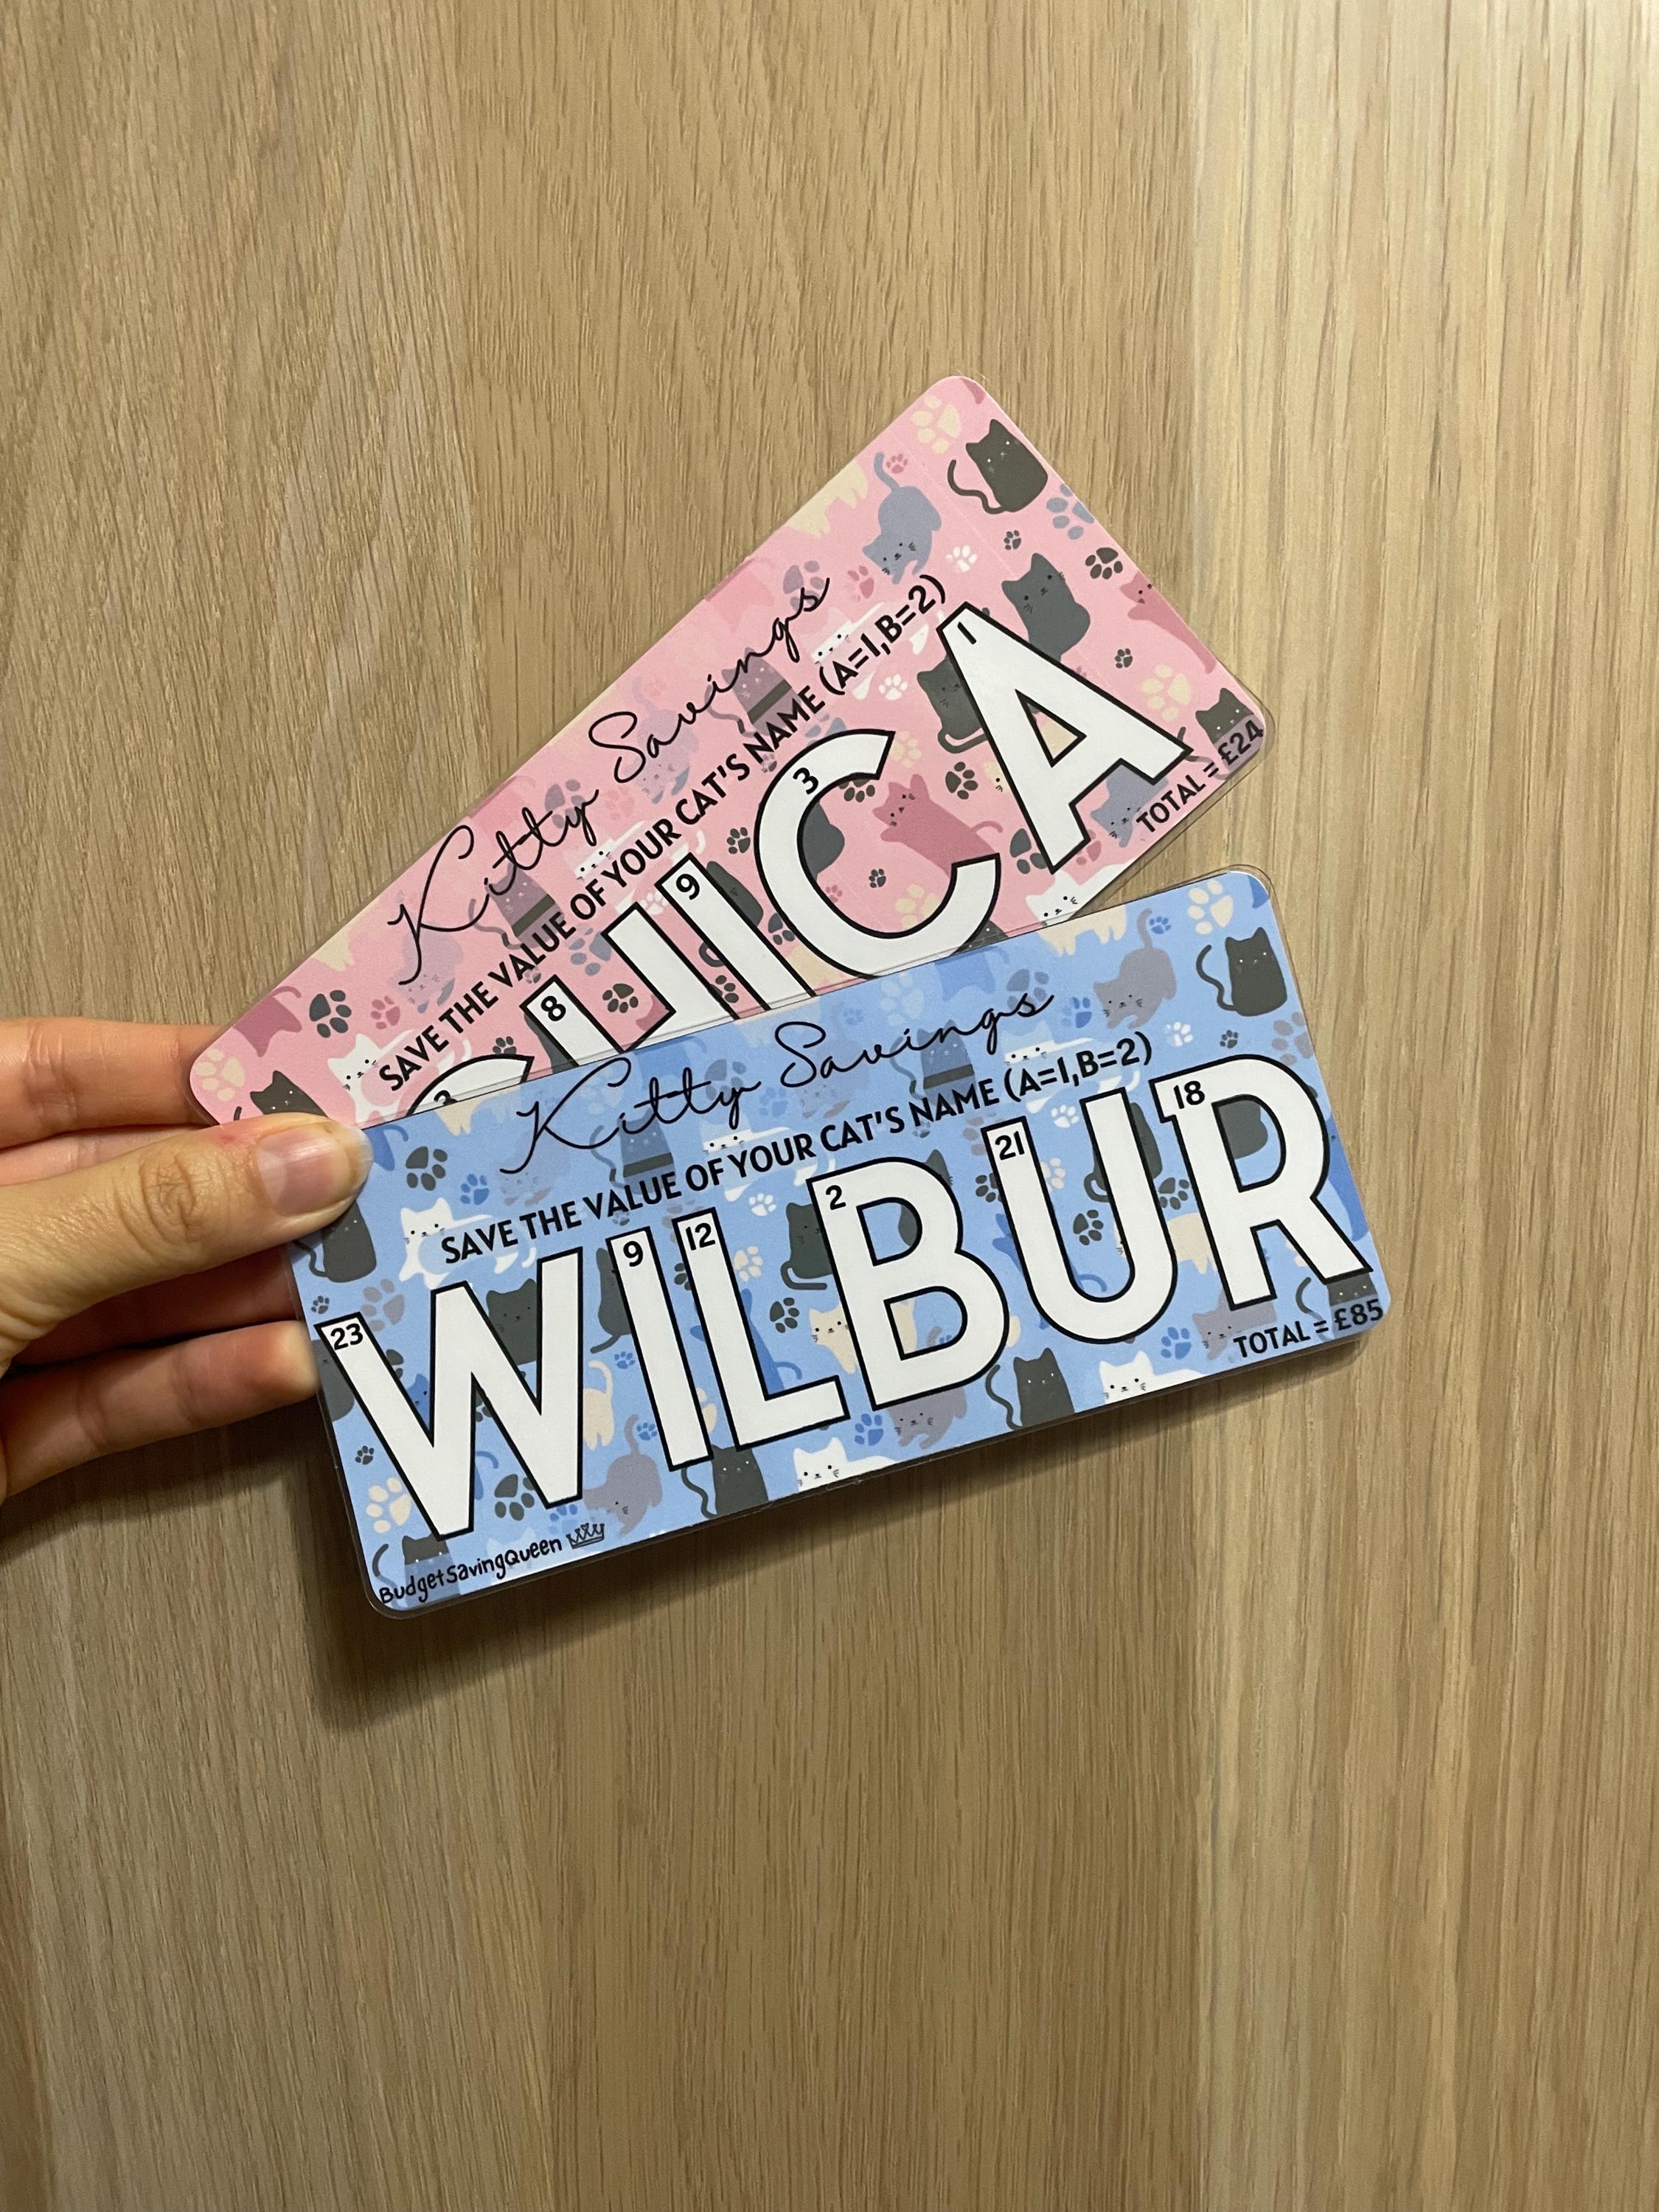 Kitty Savings
SAVE THE VALUE OF YOUR CAT'S NAME (A=1,B=2)
3 8 9 3 1
CHICA
TOTAL = £24
Kitty Savings
SAVE THE VALUE OF YOUR CAT'S NAME (A=1,B=2)
23 9 12 2 21 18
WILBUR
TOTAL = £85
BudgetSavingQueen